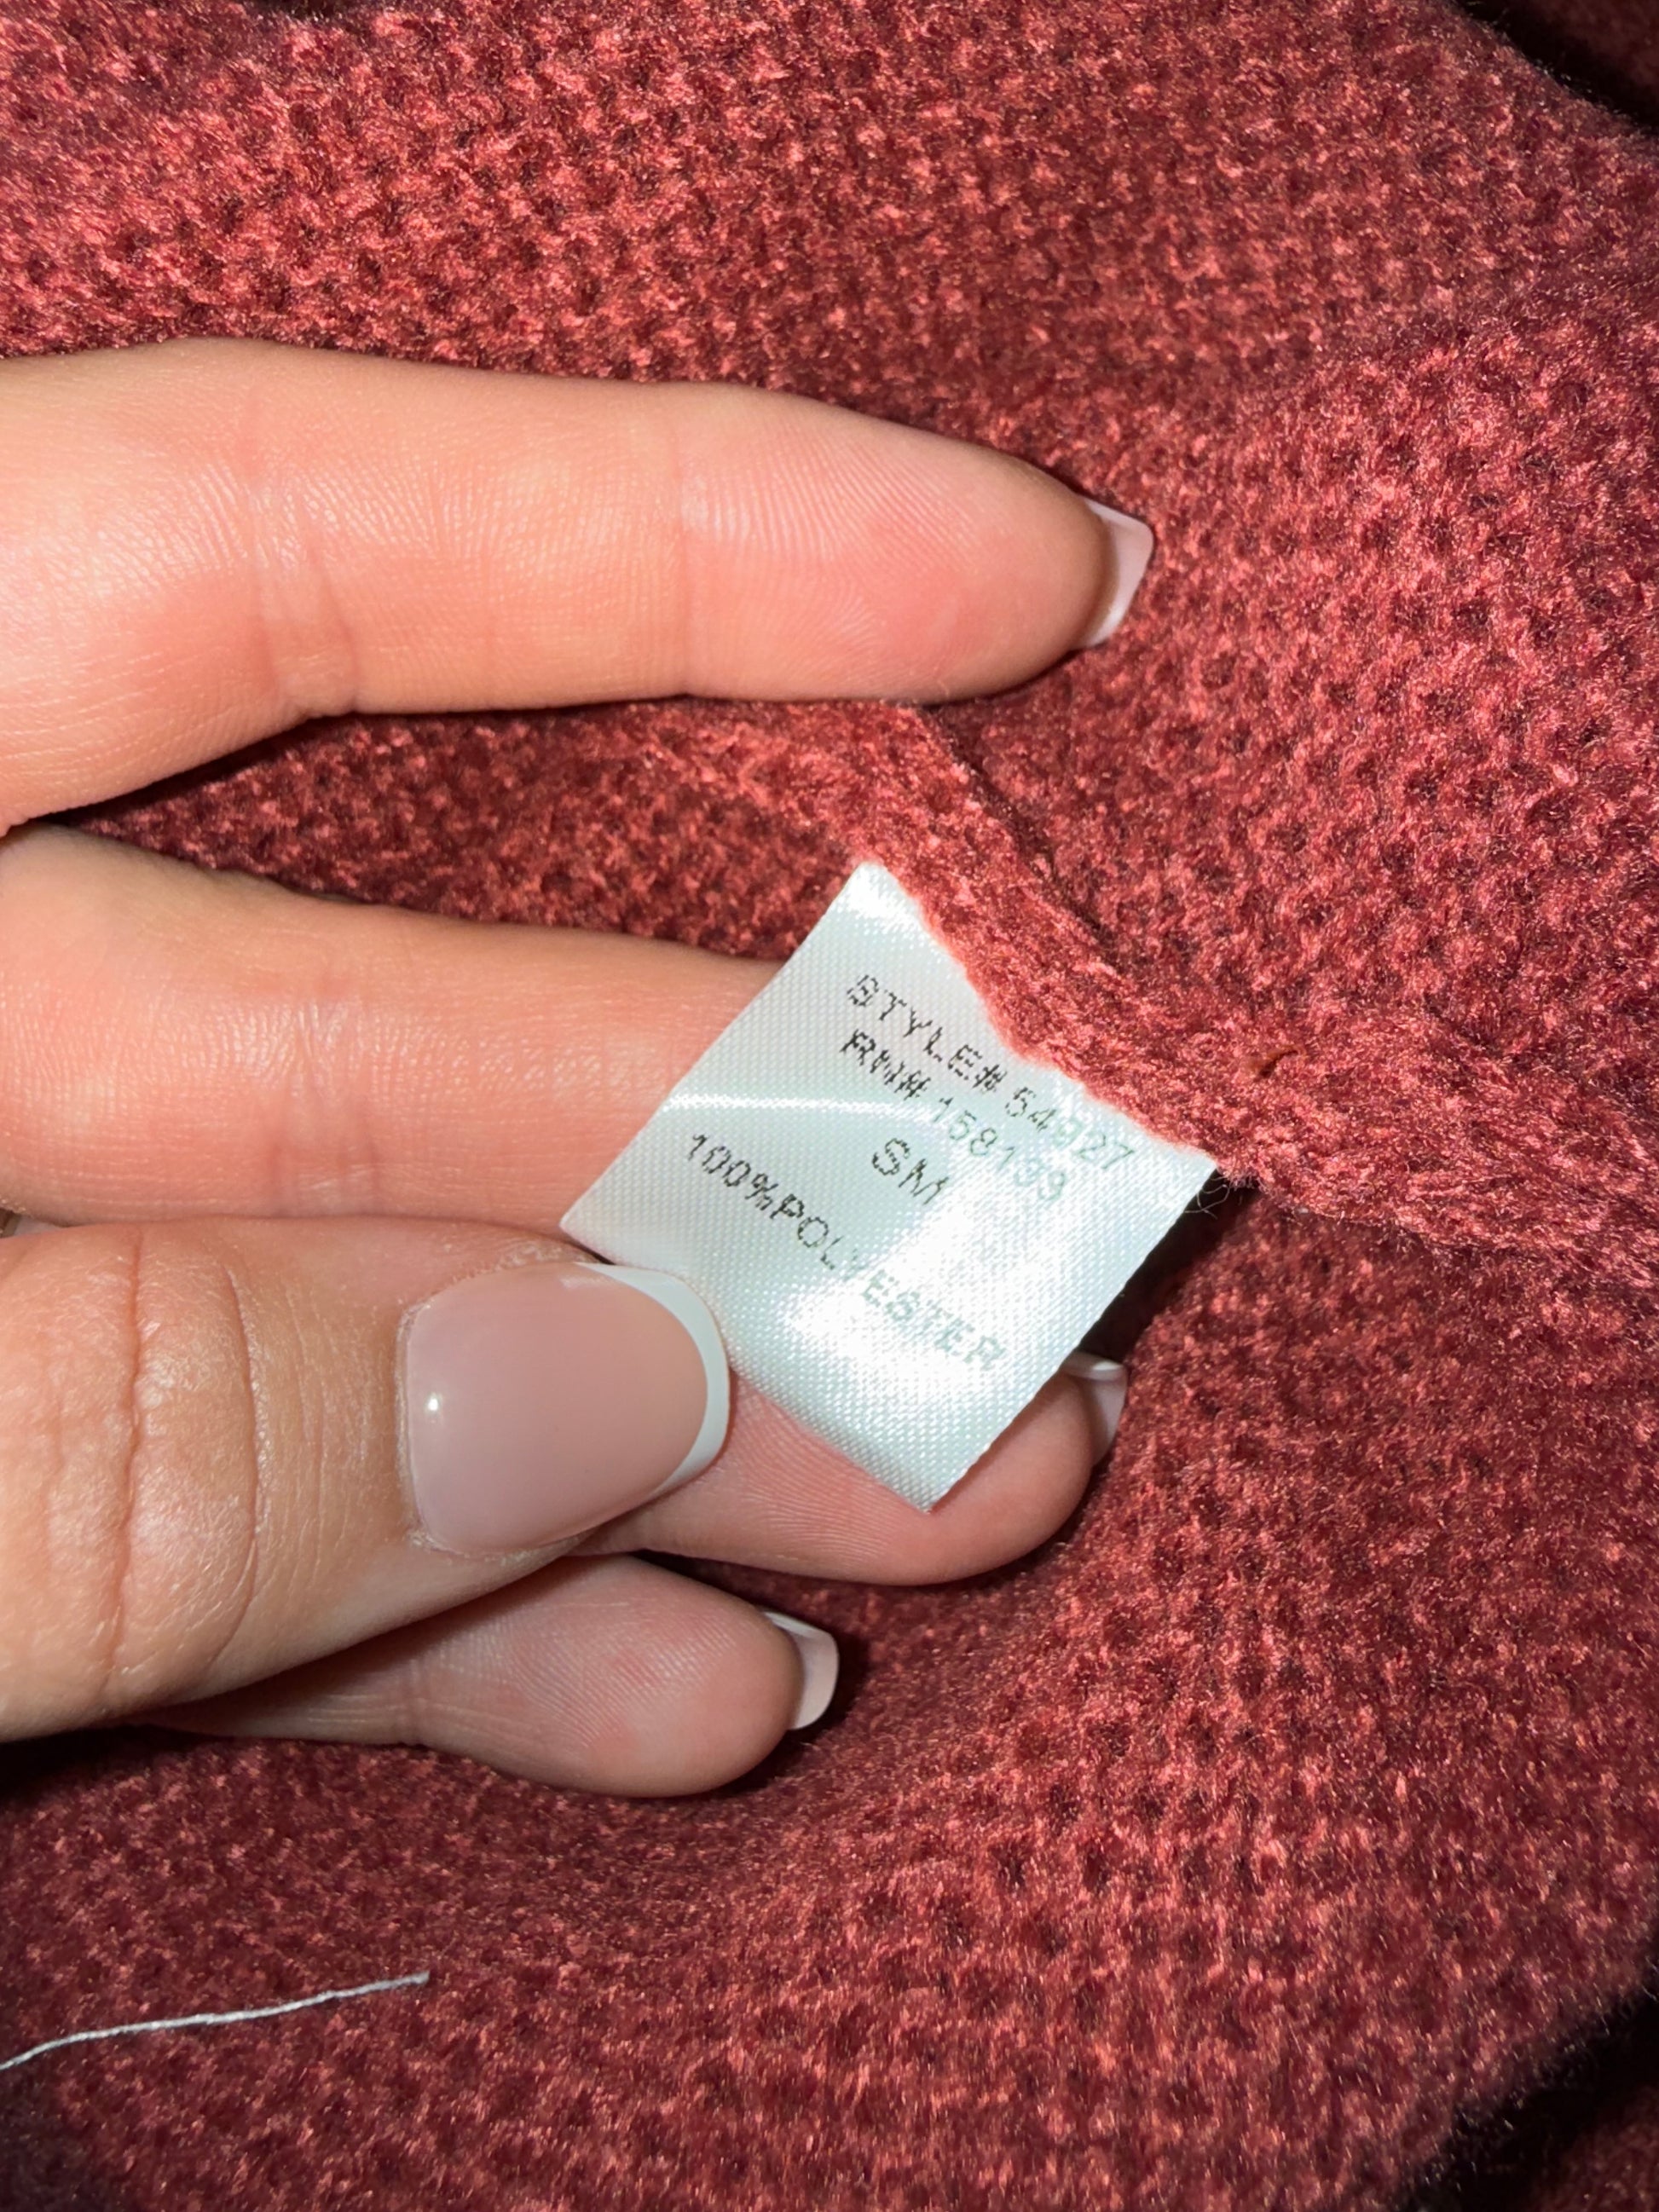 STYLE# 54927
RN# 158139
SM
100%POLYESTER